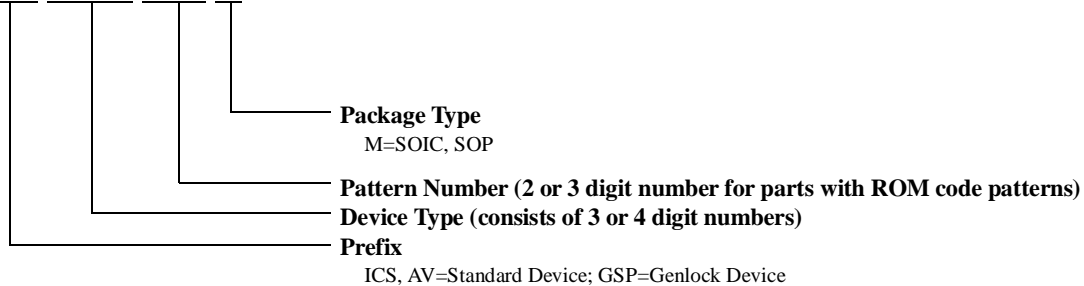 Package Type
M=SOIC, SOP
Pattern Number (2 or 3 digit number for parts with ROM code patterns)
Device Type (consists of 3 or 4 digit numbers)
Prefix
ICS, AV=Standard Device; GSP=Genlock Device